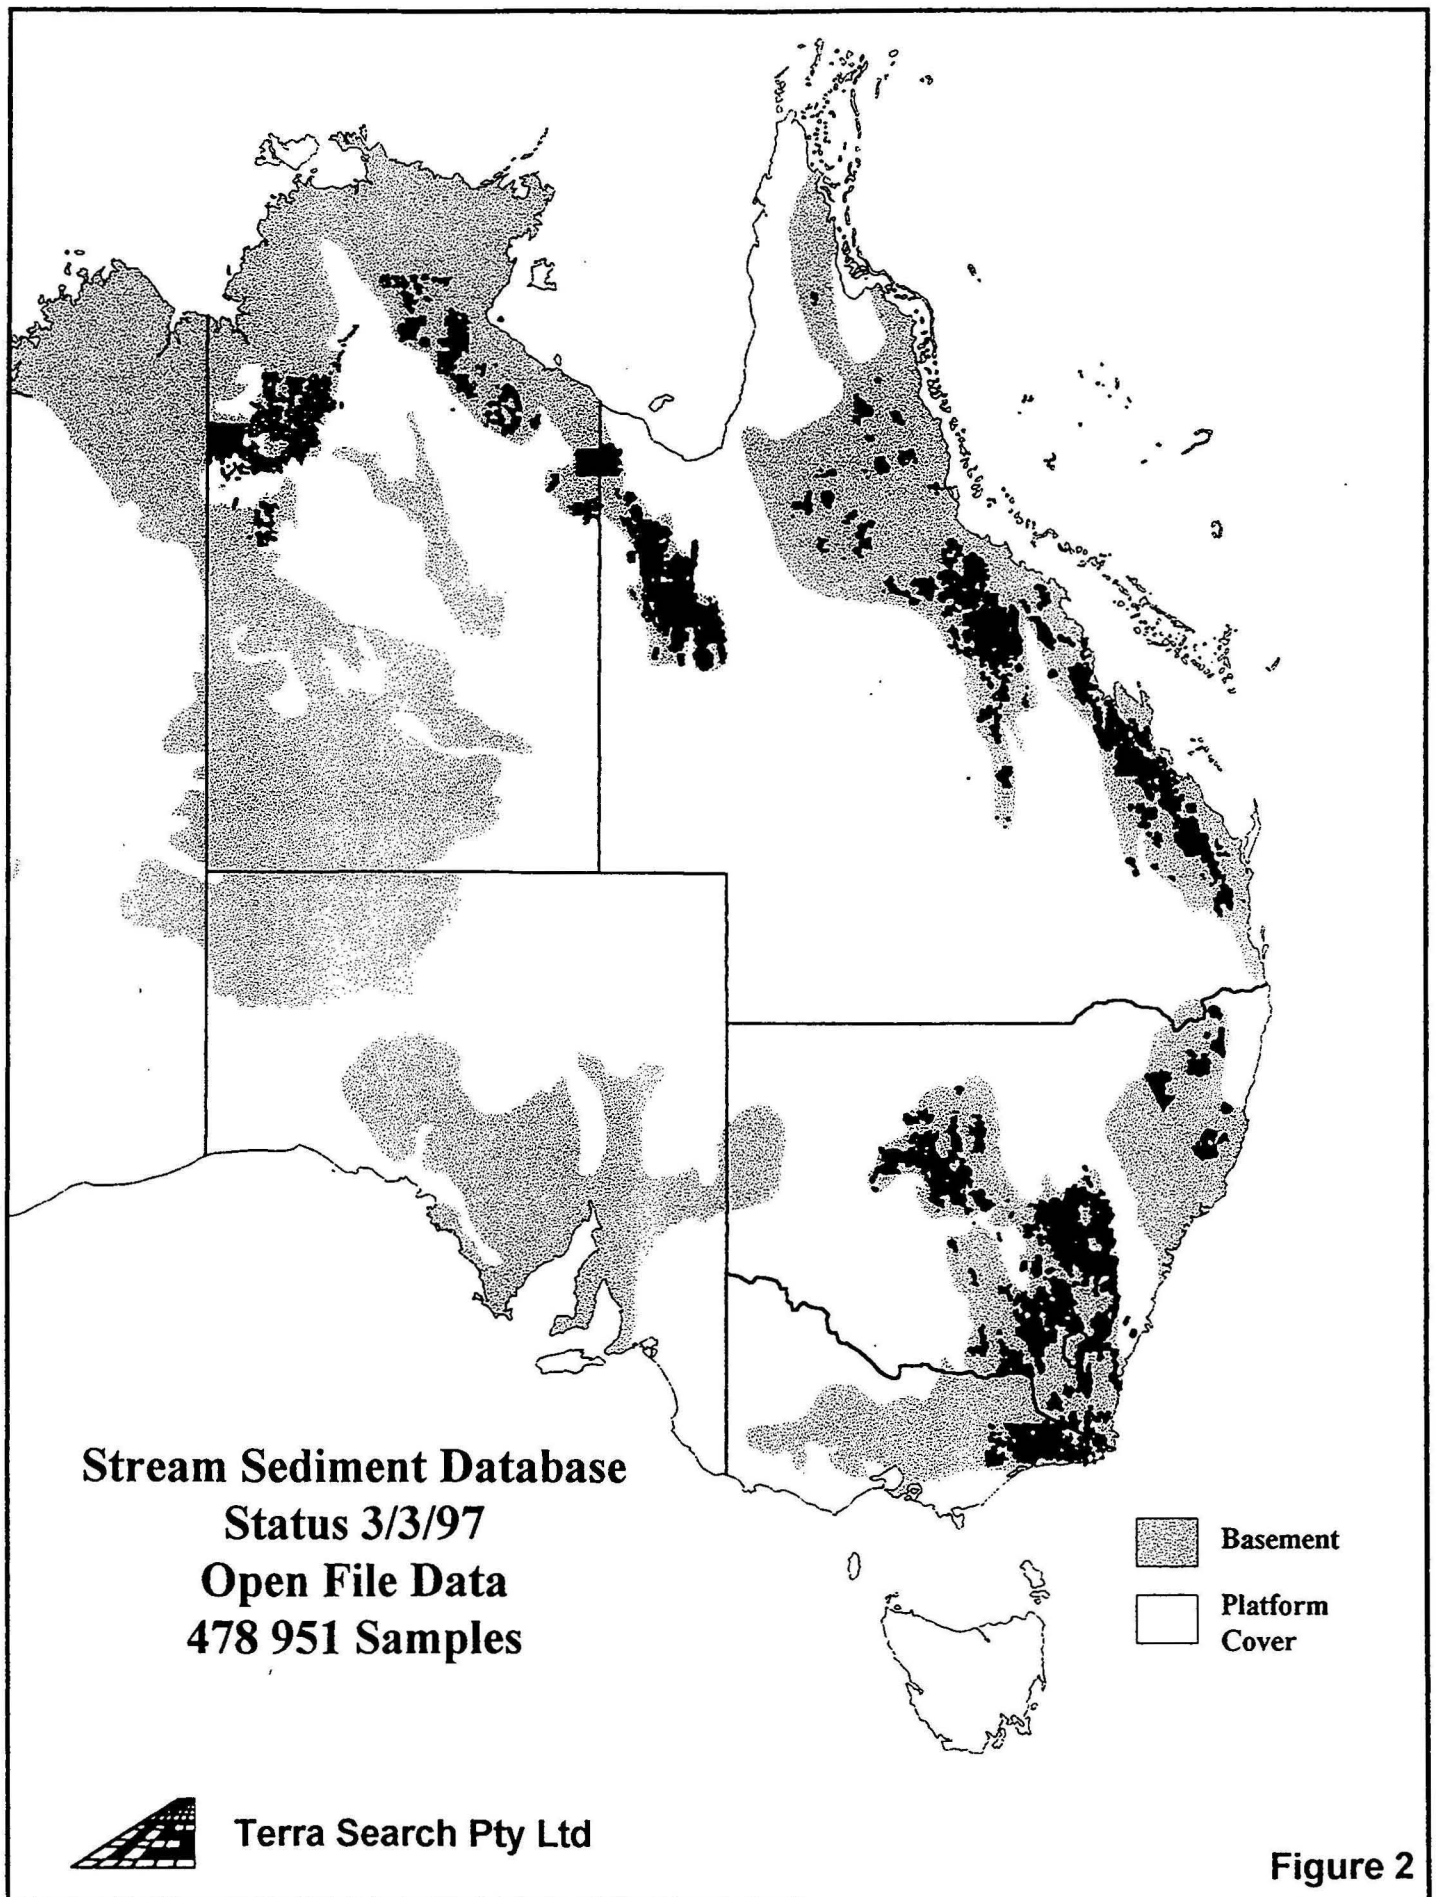 Stream Sediment Database
Status 3/3/97
Open File Data
478 951 Samples
Basement
Platform
Cover
Terra Search Pty Ltd
Figure 2